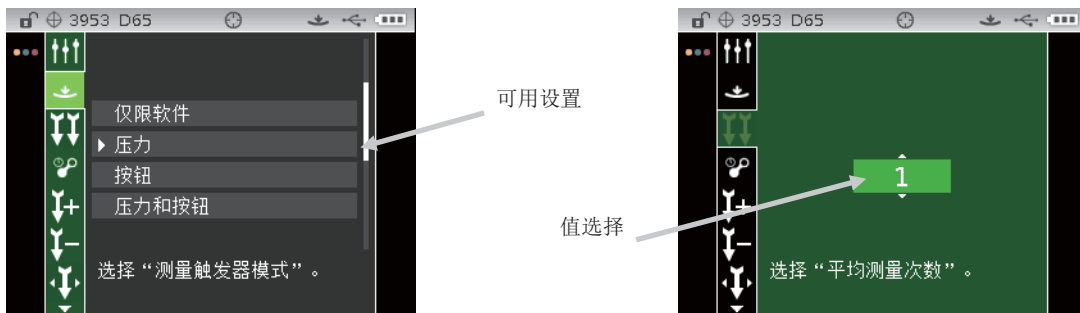 3953 D65
仅限软件
压力
按钮
压力和按钮
选择“测量触发器模式”。
可用设置
值选择
3953 D65
1
选择“平均测量次数”。